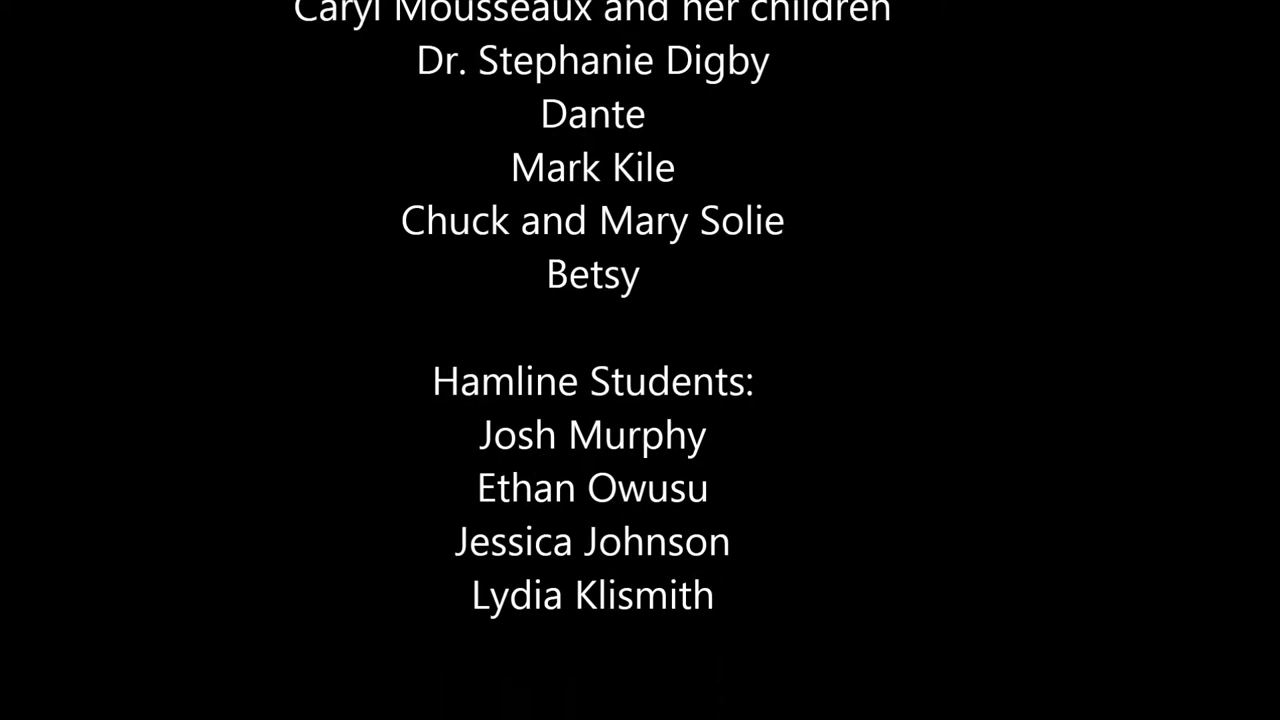 Caryl Mousseaux and her children
Dr. Stephanie Digby
Dante
Mark Kile
Chuck and Mary Solie
Betsy
Hamline Students:
Josh Murphy
Ethan Owusu
Jessica Johnson
Lydia Klismith